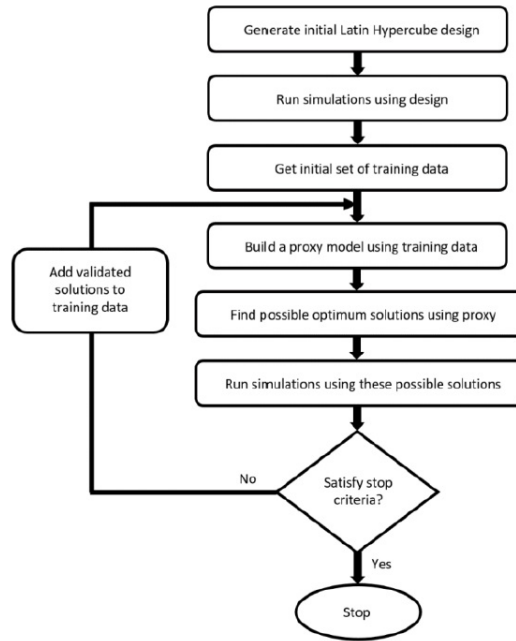 Generate initial Latin Hypercube design
Run simulations using design
Get initial set of training data
Build a proxy model using training data
Add validated
solutions to
training data
Find possible optimum solutions using proxy
Run simulations using these possible solutions
No
Satisfy stop
criteria?
Yes
Stop